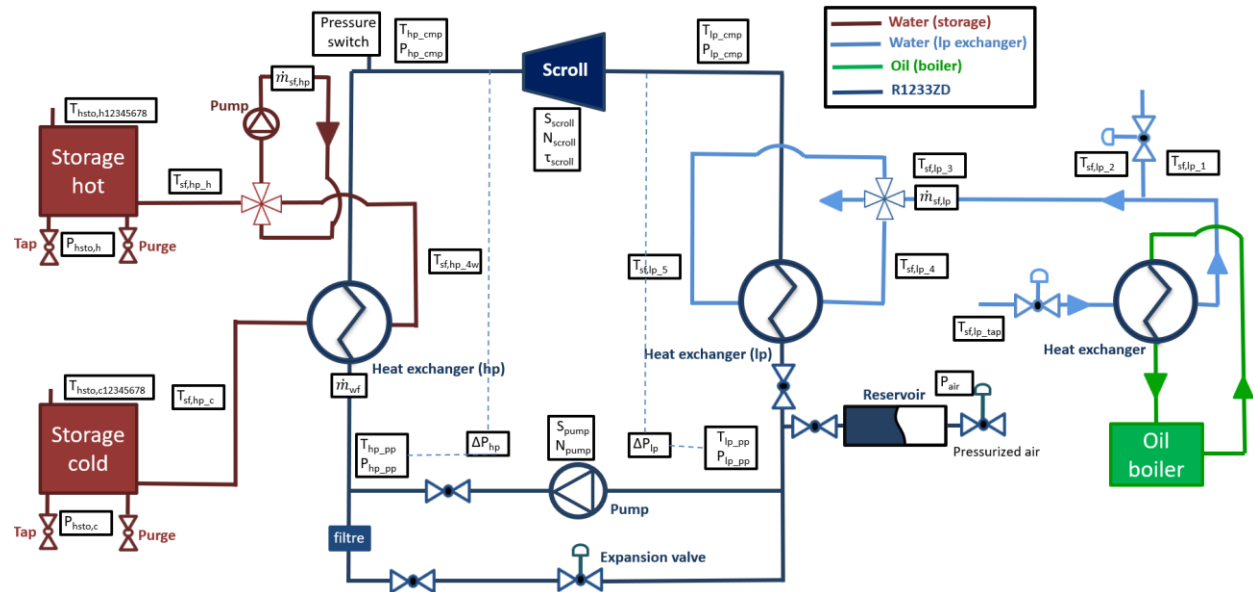 Pressure
switch
T_hp_cmp
P_hp_cmp
T_lp_cmp
P_lp_cmp
Water (storage)
Water (lp exchanger)
Oil (boiler)
R1233ZD
Scroll
S_scroll
N_scroll
τ_scroll
ṁ_sf,hp
Pump
T_hsto,h12345678
Storage
hot
T_sf,hp_h
Tap
P_hsto,h
Purge
T_sf,hp_4w
T_sf,lp_5
T_sf,lp_3
ṁ_sf,lp
T_sf,lp_4
T_sf,lp_2
T_sf,lp_1
T_sf,lp_tap
Heat exchanger (hp)
Heat exchanger (lp)
Heat exchanger
ṁ_wf
T_hsto,c12345678
T_sf,hp_c
Storage
cold
Tap
P_hsto,c
Purge
T_hp_pp
P_hp_pp
ΔP_hp
S_pump
N_pump
Pump
ΔP_lp
T_lp_pp
P_lp_pp
Reservoir
P_air
Pressurized air
Oil
boiler
filtre
Expansion valve